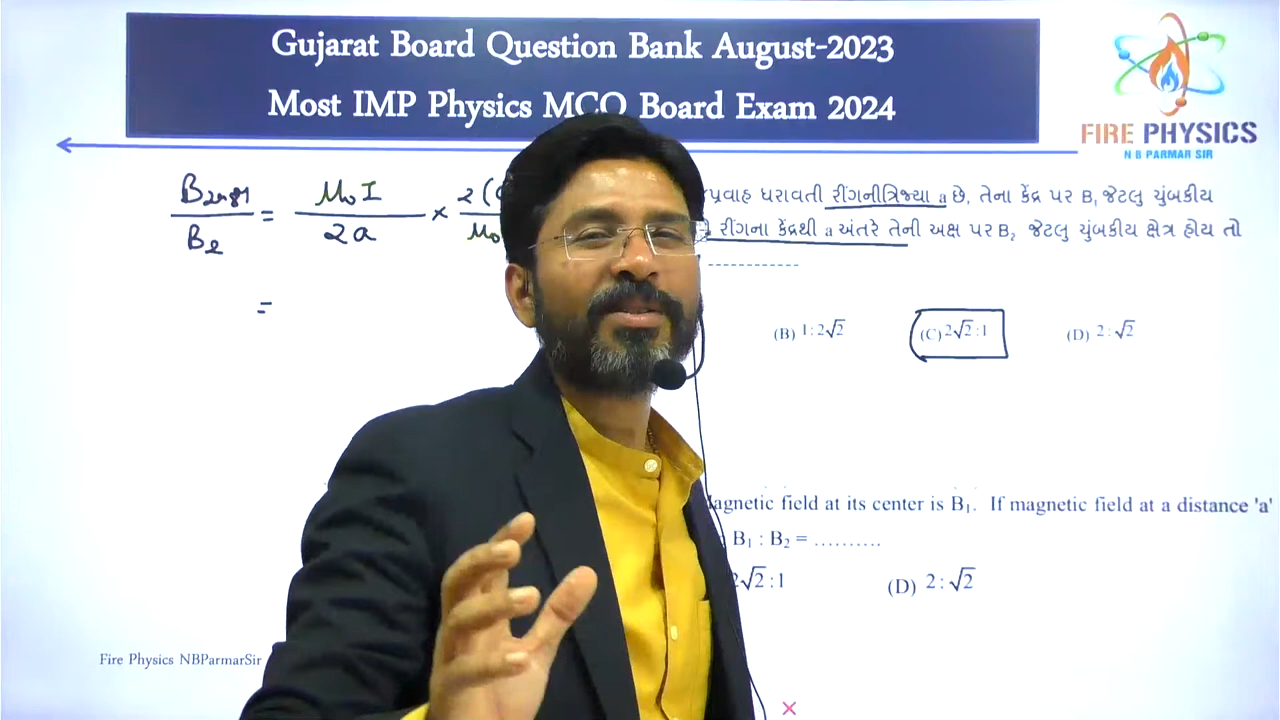 Gujarat Board Question Bank August-2023
Most IMP Physics MCQ Board Exam 2024
FIRE PHYSICS
N B PARMAR SIR
પ્રવાહ ધરાવતી રીંગનીત્રિજ્યા a છે, તેના કેંદ્ર પર B₁ જેટલુ ચુંબકીય
રીંગના કેંદ્રથી a અંતરે તેની અક્ષ પર B₂ જેટલુ ચુંબકીય ક્ષેત્ર હોય તો
------------
B / B₂ = μ₀I / 2a × 2(
μ₀
=
(B) 1:2√2 (C) 2√2:1 (D) 2:√2
magnetic field at its center is B₁. If magnetic field at a distance 'a'
B₁ : B₂ = ..........
2√2:1 (D) 2:√2
Fire Physics NBParmarSir
×